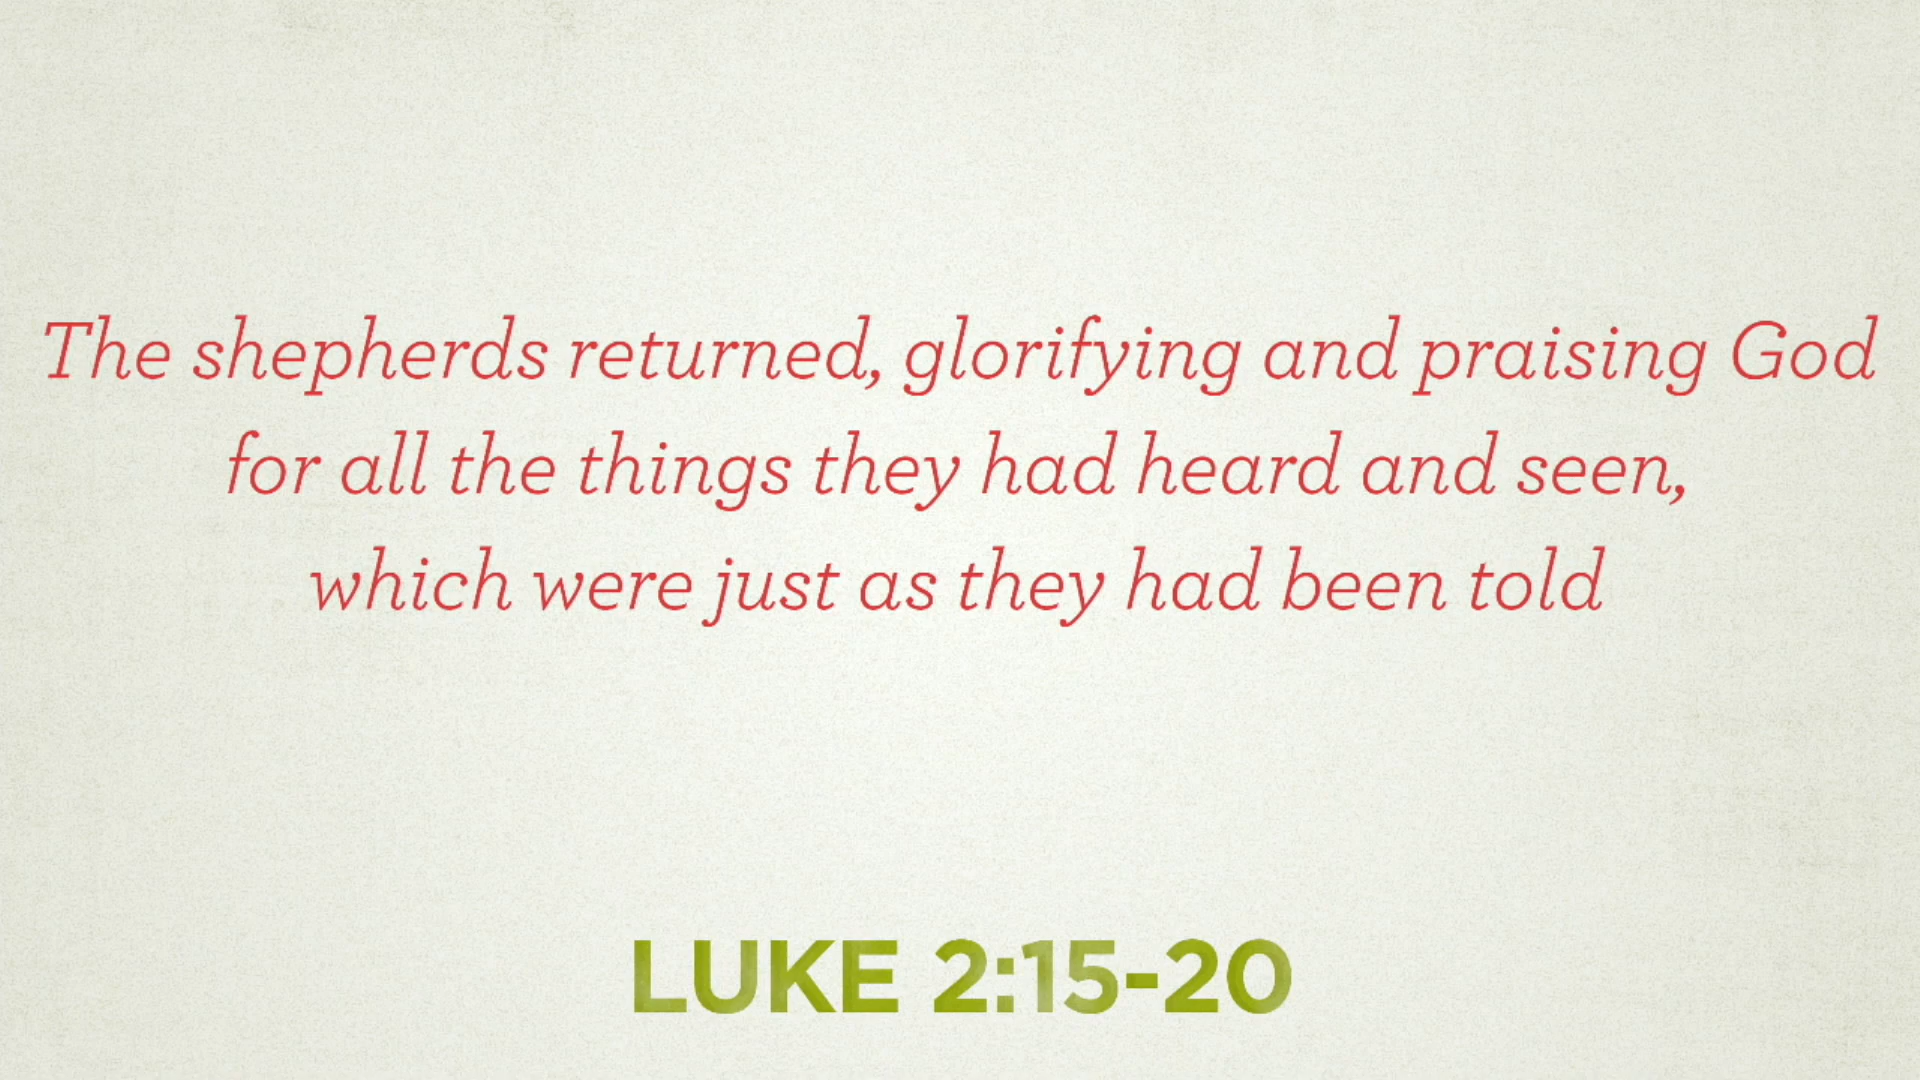 The shepherds returned, glorifying and praising God
for all the things they had heard and seen,
which were just as they had been told
LUKE 2:15-20